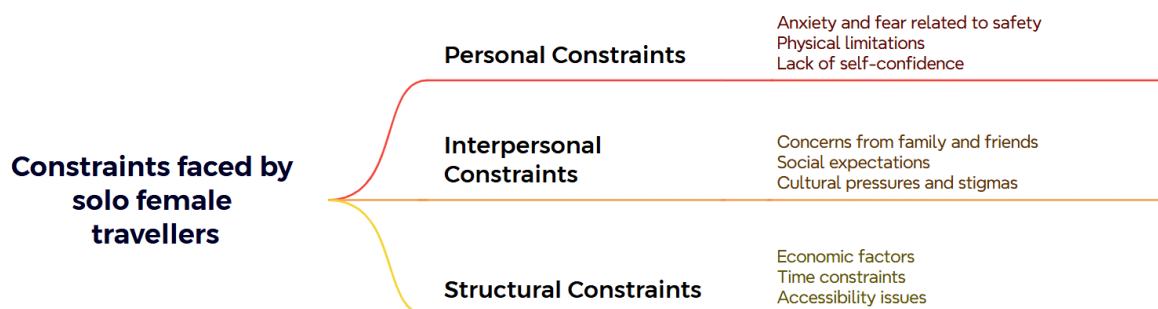 Constraints faced by
solo female
travellers
Personal Constraints
Anxiety and fear related to safety
Physical limitations
Lack of self-confidence
Interpersonal
Constraints
Concerns from family and friends
Social expectations
Cultural pressures and stigmas
Structural Constraints
Economic factors
Time constraints
Accessibility issues